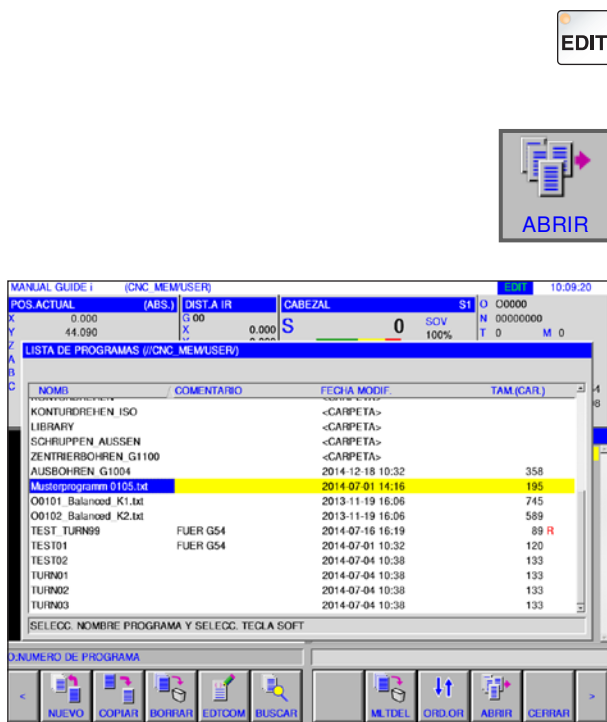 EDIT
ABRIR
MANUAL GUIDE i (CNC_MEM/USER) EDIT 10:09:20
POS.ACTUAL (ABS.) DIST.A IR CABEZAL S1 O O0000
X 0.000 G 00 N 00000000
Y 44.090 X 0.000 S 0 SOV 100% T 0 M 0
Z
LISTA DE PROGRAMAS (//CNC_MEM/USER/)
A
B
C
NOMB COMENTARIO FECHA MODIF. TAM.(CAR.)
KONTURDREHEN_ISO <CARPETA>
LIBRARY <CARPETA>
SCHRUPPEN_AUSSEN <CARPETA>
ZENTRIERBOHREN_G1100 <CARPETA>
AUSBOHREN_G1004 2014-12-18 10:32 358
Musterprogramm 0105.txt 2014-07-01 14:16 195
O0101_Balanced_K1.txt 2013-11-19 16:06 745
O0102_Balanced_K2.txt 2013-11-19 16:06 589
TEST_TURN99 FUER G54 2014-07-16 16:19 89 R
TEST01 FUER G54 2014-07-01 10:32 120
TEST02 2014-07-04 10:38 133
TURN01 2014-07-04 10:38 133
TURN02 2014-07-04 10:38 133
TURN03 2014-07-04 10:38 133
SELECC. NOMBRE PROGRAMA Y SELECC. TECLA SOFT
O:NUMERO DE PROGRAMA
< NUEVO COPIAR BORRAR EDTCOM BUSCAR MLTDEL ORD.OR ABRIR CERRAR >